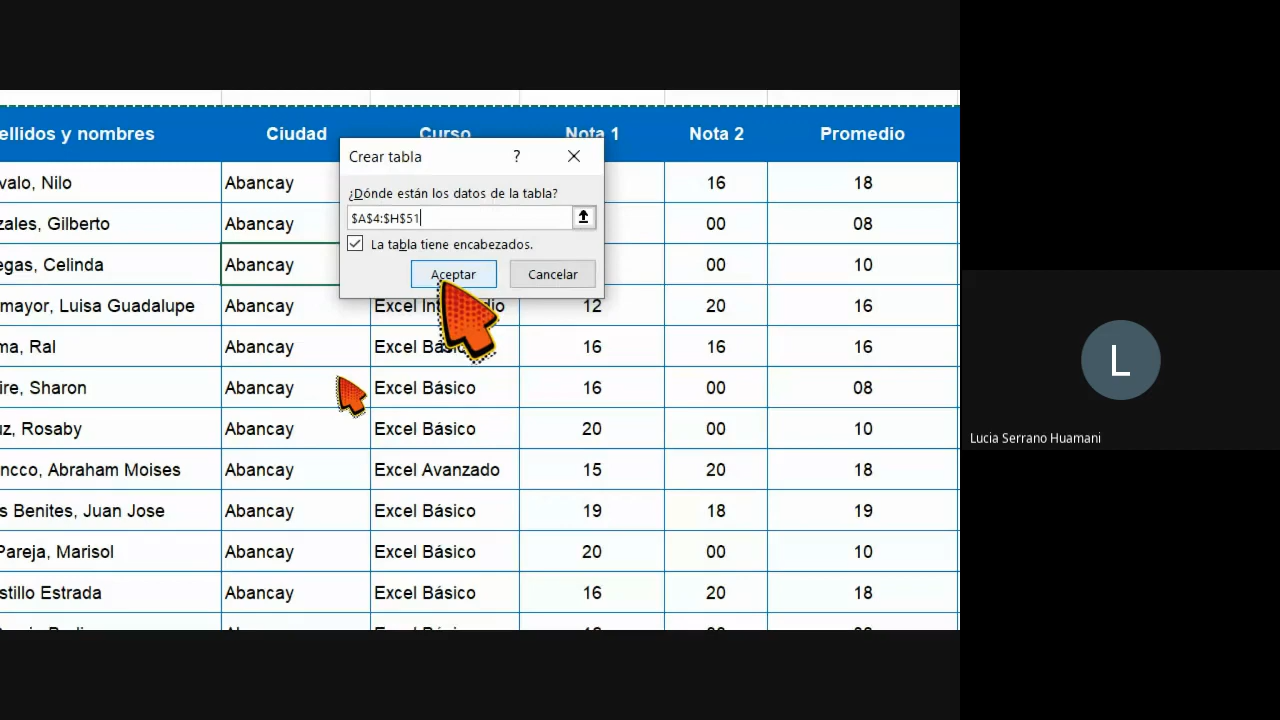 ellidos y nombres Ciudad Curso Nota 1 Nota 2 Promedio
Crear tabla ? ×
¿Dónde están los datos de la tabla?
$A$4:$H$51
La tabla tiene encabezados.
Aceptar Cancelar
valo, Nilo Abancay 16 18
zales, Gilberto Abancay 00 08
egas, Celinda Abancay 00 10
mayor, Luisa Guadalupe Abancay Excel 12 20 16
ma, Ral Abancay Excel 16 16 16
ire, Sharon Abancay Excel Básico 16 00 08
uz, Rosaby Abancay Excel Básico 20 00 10
ncco, Abraham Moises Abancay Excel Avanzado 15 20 18
s Benites, Juan Jose Abancay Excel Básico 19 18 19
Pareja, Marisol Abancay Excel Básico 20 00 10
stillo Estrada Abancay Excel Básico 16 20 18
L
Lucia Serrano Huamani